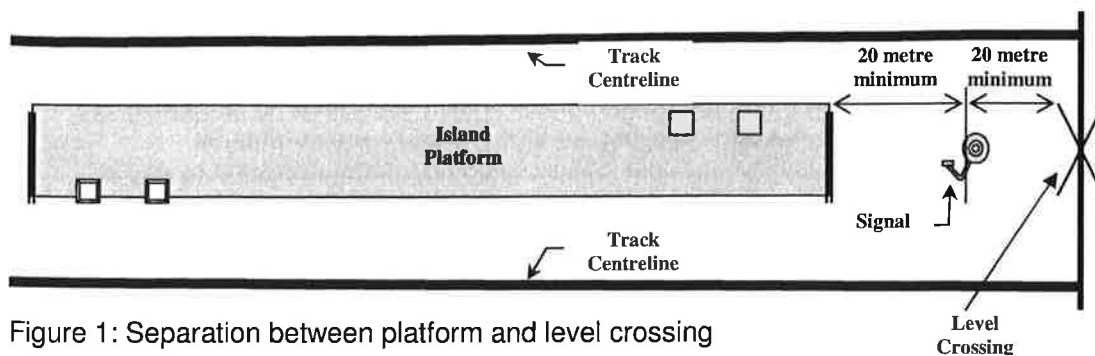 Track
Centreline
20 metre
minimum
20 metre
minimum
Island
Platform
Signal
Track
Centreline
Level
Crossing
Figure 1: Separation between platform and level crossing